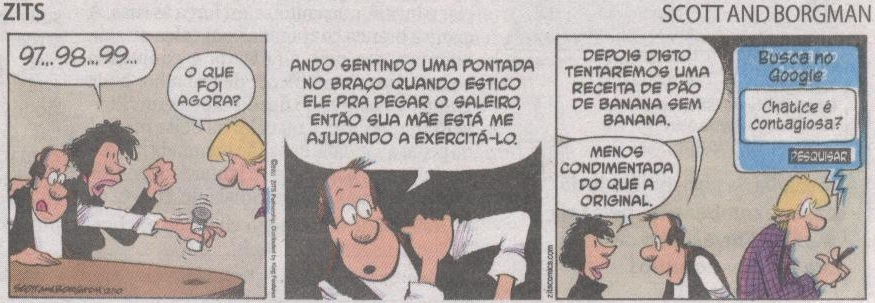 ZITS
SCOTT AND BORGMAN
97...98...99...
O QUE
FOI
AGORA?
ANDO SENTINDO UMA PONTADA
NO BRAÇO QUANDO ESTICO
ELE PRA PEGAR O SALEIRO,
ENTÃO SUA MÃE ESTÁ ME
AJUDANDO A EXERCITÁ-LO.
DEPOIS DISTO
TENTAREMOS UMA
RECEITA DE PÃO
DE BANANA SEM
BANANA.
MENOS
CONDIMENTADA
DO QUE A
ORIGINAL.
Busca no
Google
Chatice é
contagiosa?
PESQUISAR
zitscomics.com